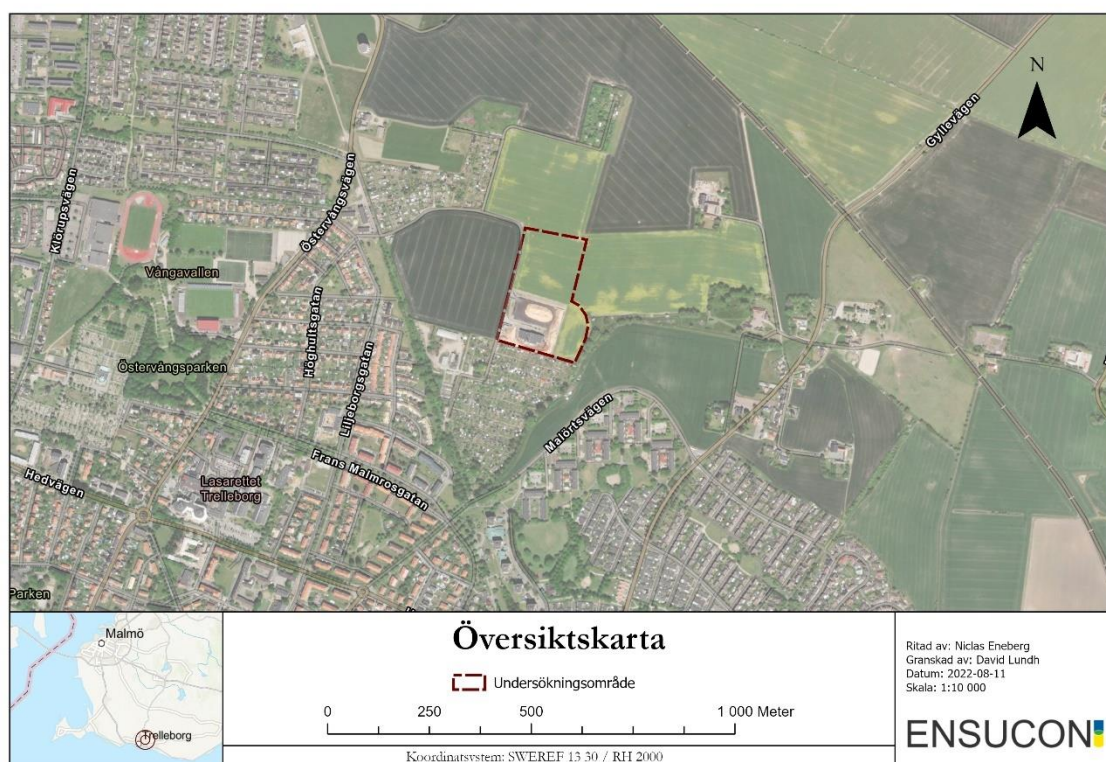 N
Gyllevägen
Östervångsvägen
Klörupsvägen
Vångavallen
Höghultsgatan
Östervångsparken
Liljeborgsgatan
Malörtsvägen
Frans Malmrosgatan
Hedvägen
Lasarettet
Trelleborg
Parken
Malmö
Trelleborg
Översiktskarta
Undersökningsområde
0 250 500 1 000 Meter
Koordinatsystem: SWEREF 13 30 / RH 2000
Ritad av: Niclas Eneberg
Granskad av: David Lundh
Datum: 2022-08-11
Skala: 1:10 000
ENSUCON